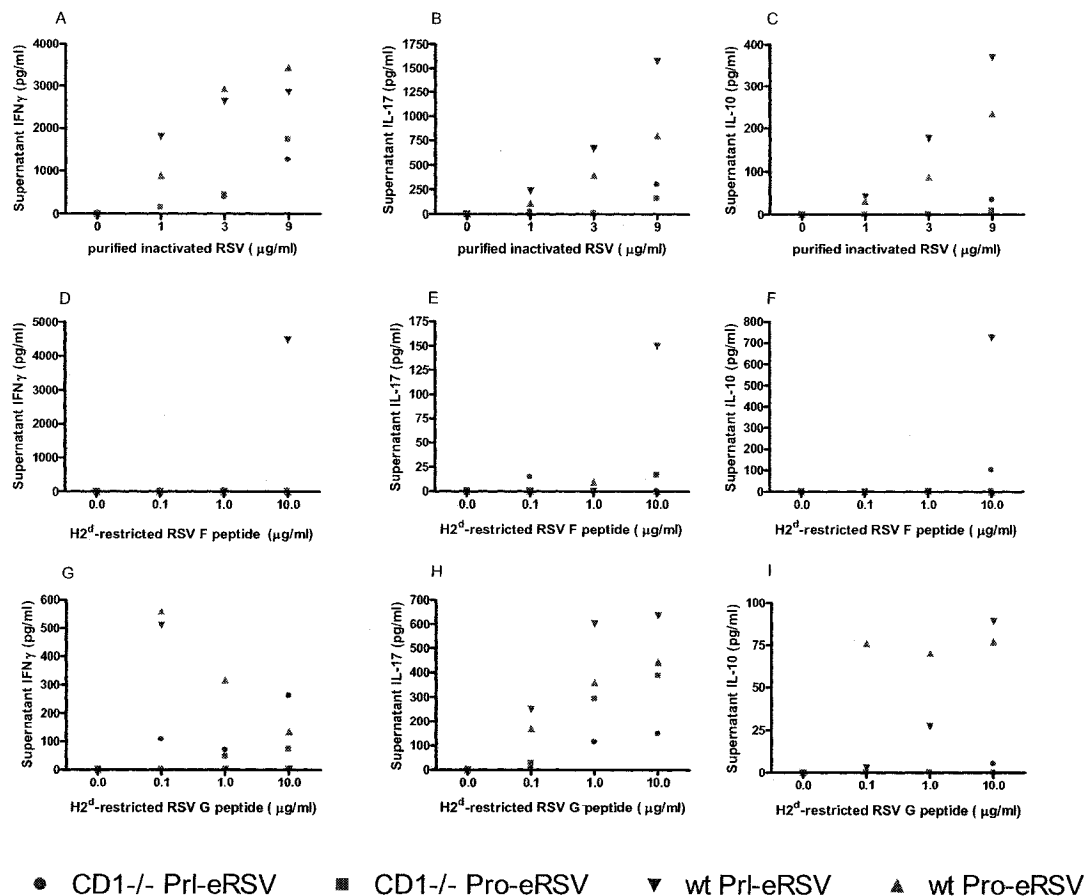 A
Supernatant IFNγ (pg/ml)
4000
3000
2000
1000
0
0 1 3 9
purified inactivated RSV ( μg/ml)
B
Supernatant IL-17 (pg/ml)
1750
1500
1250
1000
750
500
250
0
0 1 3 9
purified inactivated RSV ( μg/ml)
C
Supernatant IL-10 (pg/ml)
400
300
200
100
0
0 1 3 9
purified inactivated RSV ( μg/ml)
D
Supernatant IFNγ (pg/ml)
5000
4000
3000
2000
1000
0
0.0 0.1 1.0 10.0
H2ᵈ-restricted RSV F peptide (μg/ml)
E
Supernatant IL-17 (pg/ml)
175
150
125
100
75
50
25
0
0.0 0.1 1.0 10.0
H2ᵈ-restricted RSV F peptide (μg/ml)
F
Supernatant IL-10 (pg/ml)
800
700
600
500
400
300
200
100
0
0.0 0.1 1.0 10.0
H2ᵈ-restricted RSV F peptide ( μg/ml)
G
Supernatant IFNγ (pg/ml)
600
500
400
300
200
100
0
0.0 0.1 1.0 10.0
H2ᵈ-restricted RSV G peptide ( μg/ml)
H
Supernatant IL-17 (pg/ml)
700
600
500
400
300
200
100
0
0.0 0.1 1.0 10.0
H2ᵈ-restricted RSV G peptide ( μg/ml)
I
Supernatant IL-10 (pg/ml)
100
75
50
25
0
0.0 0.1 1.0 10.0
H2ᵈ-restricted RSV G peptide ( μg/ml)
CD1-/- Prl-eRSV CD1-/- Pro-eRSV wt Prl-eRSV wt Pro-eRSV